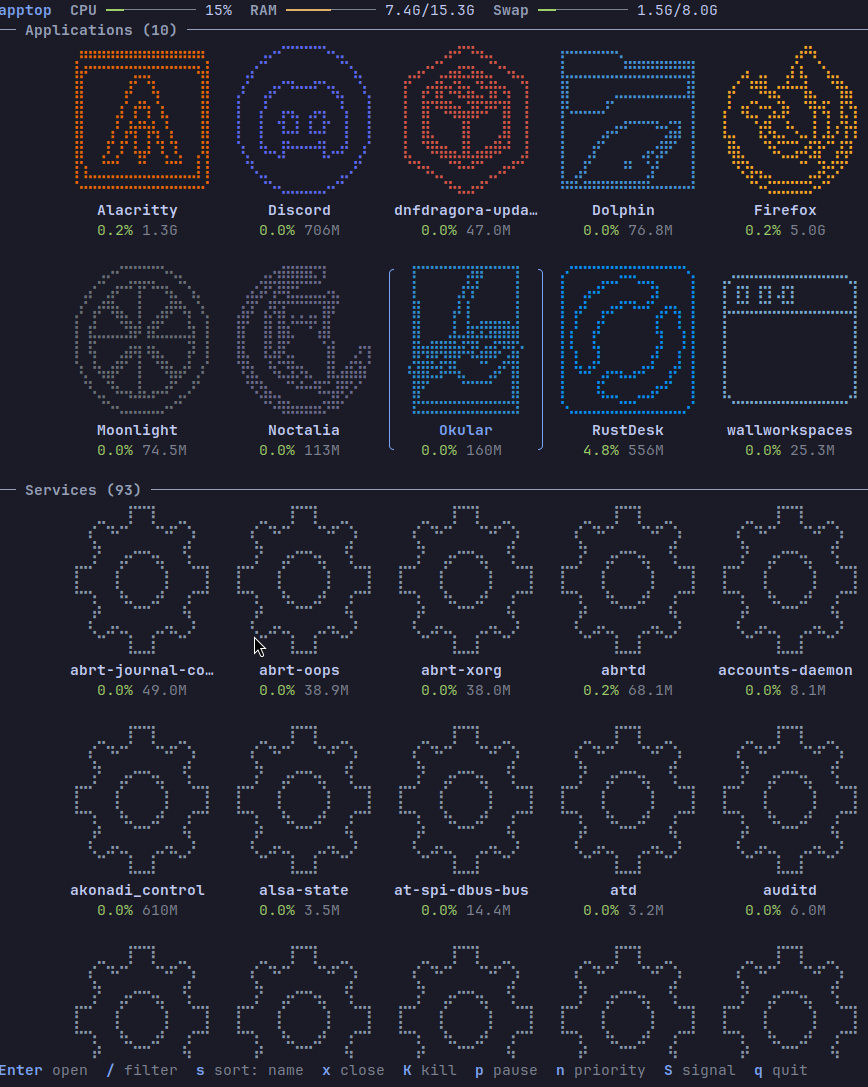 apptop CPU 15% RAM 7.4G/15.3G Swap 1.5G/8.0G
Applications (10)
Alacritty Discord dnfdragora-upda… Dolphin Firefox
0.2% 1.3G 0.0% 706M 0.0% 47.0M 0.0% 76.8M 0.2% 5.0G
Moonlight Noctalia Okular RustDesk wallworkspaces
0.0% 74.5M 0.0% 113M 0.0% 160M 4.8% 556M 0.0% 25.3M
Services (93)
abrt-journal-co… abrt-oops abrt-xorg abrtd accounts-daemon
0.0% 49.0M 0.0% 38.9M 0.0% 38.0M 0.2% 68.1M 0.0% 8.1M
akonadi_control alsa-state at-spi-dbus-bus atd auditd
0.0% 610M 0.0% 3.5M 0.0% 14.4M 0.0% 3.2M 0.0% 6.0M
Enter open / filter s sort: name x close K kill p pause n priority S signal q quit